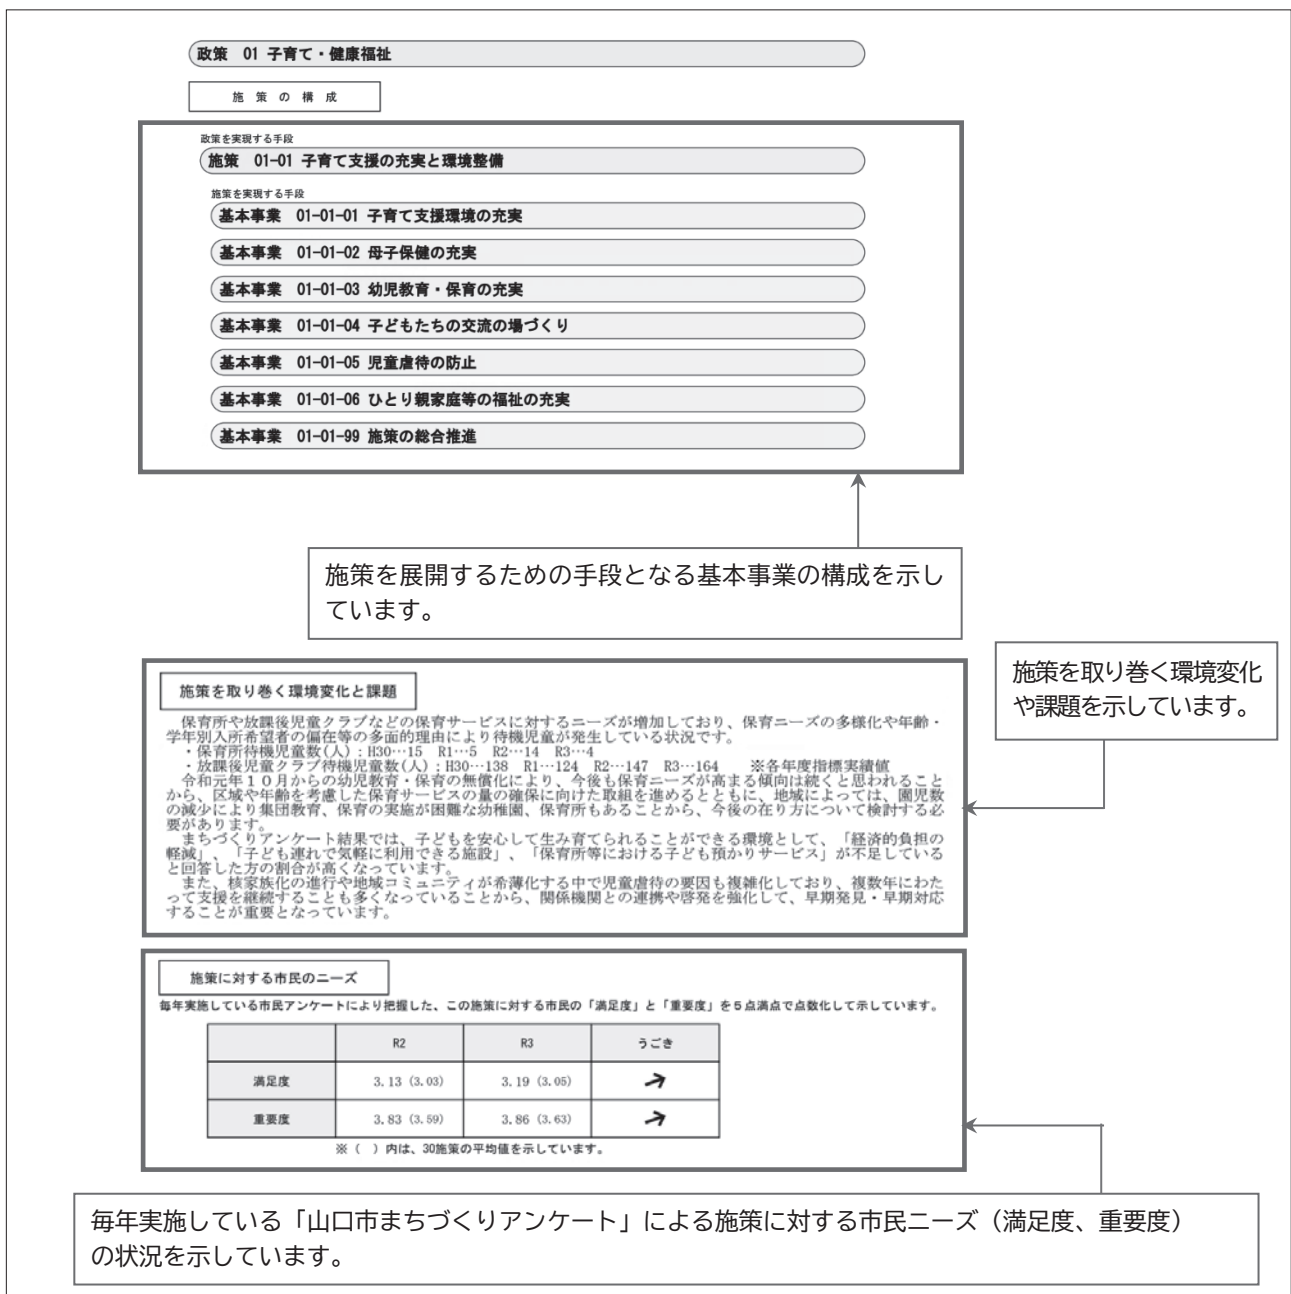 政策 01 子育て・健康福祉
施策の構成
政策を実現する手段
施策 01-01 子育て支援の充実と環境整備
施策を実現する手段
基本事業 01-01-01 子育て支援環境の充実
基本事業 01-01-02 母子保健の充実
基本事業 01-01-03 幼児教育・保育の充実
基本事業 01-01-04 子どもたちの交流の場づくり
基本事業 01-01-05 児童虐待の防止
基本事業 01-01-06 ひとり親家庭等の福祉の充実
基本事業 01-01-99 施策の総合推進
施策を展開するための手段となる基本事業の構成を示し
ています。
施策を取り巻く環境変化
や課題を示しています。
施策を取り巻く環境変化と課題
保育所や放課後児童クラブなどの保育サービスに対するニーズが増加しており、保育ニーズの多様化や年齢・
学年別入所希望者の偏在等の多面的理由により待機児童が発生している状況です。
・保育所待機児童数(人):H30…15 R1…5 R2…14 R3…4
・放課後児童クラブ待機児童数(人):H30…138 R1…124 R2…147 R3…164 ※各年度指標実績値
令和元年10月からの幼児教育・保育の無償化により、今後も保育ニーズが高まる傾向は続くと思われること
から、区域や年齢を考慮した保育サービスの量の確保に向けた取組を進めるとともに、地域によっては、園児数
の減少により集団教育、保育の実施が困難な幼稚園、保育所もあることから、今後の在り方について検討する必
要があります。
まちづくりアンケート結果では、子どもを安心して生み育てられることができる環境として、「経済的負担の
軽減」、「子ども連れで気軽に利用できる施設」、「保育所等における子ども預かりサービス」が不足している
と回答した方の割合が高くなっています。
また、核家族化の進行や地域コミュニティが希薄化する中で児童虐待の要因も複雑化しており、複数年にわた
って支援を継続することも多くなっていることから、関係機関との連携や啓発を強化して、早期発見・早期対応
することが重要となっています。
施策に対する市民のニーズ
毎年実施している市民アンケートにより把握した、この施策に対する市民の「満足度」と「重要度」を5点満点で点数化して示しています。
R2 R3 うごき
満足度 3.13 (3.03) 3.19 (3.05)
重要度 3.83 (3.59) 3.86 (3.63)
※( )内は、30施策の平均値を示しています。
毎年実施している「山口市まちづくりアンケート」による施策に対する市民ニーズ(満足度、重要度)
の状況を示しています。